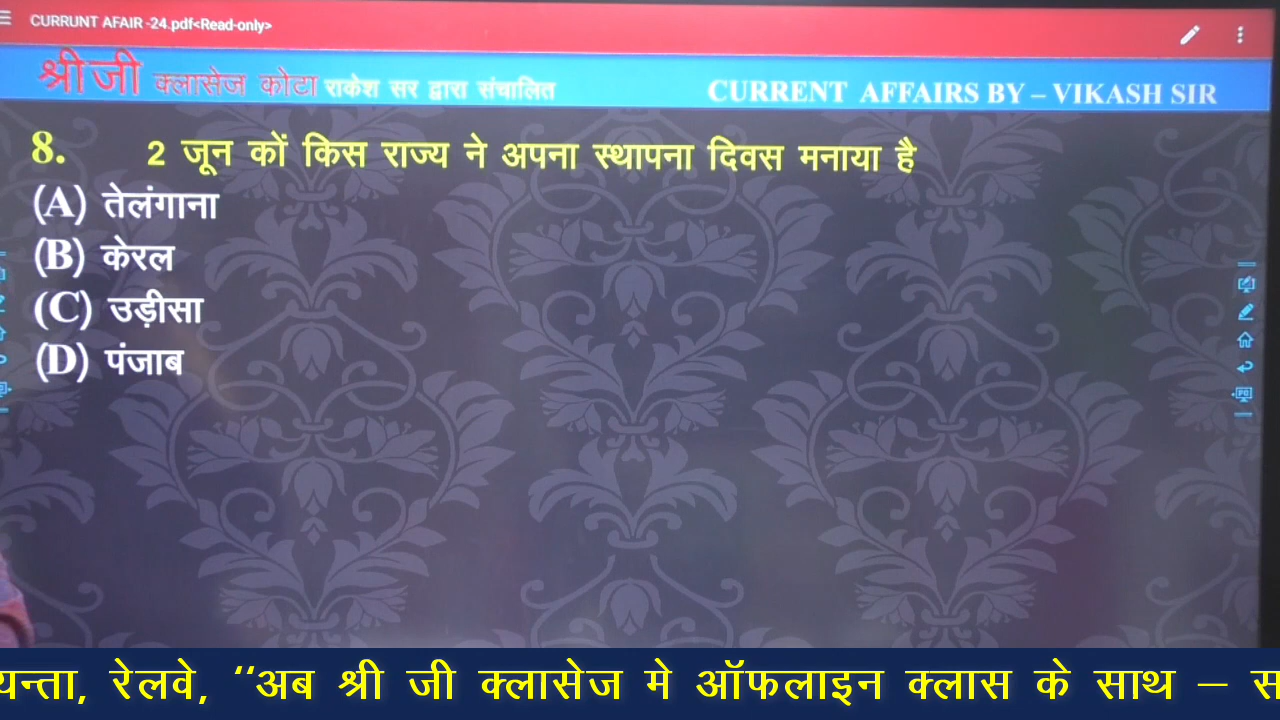 CURRUNT AFAIR -24.pdf<Read-only>
श्री जी क्लासेज कोटा राकेश सर द्वारा संचालित CURRENT AFFAIRS BY – VIKASH SIR
8. 2 जून कों किस राज्य ने अपना स्थापना दिवस मनाया है
(A) तेलंगाना
(B) केरल
(C) उड़ीसा
(D) पंजाब
यन्ता, रेलवे, ‘‘अब श्री जी क्लासेज मे ऑफलाइन क्लास के साथ – स